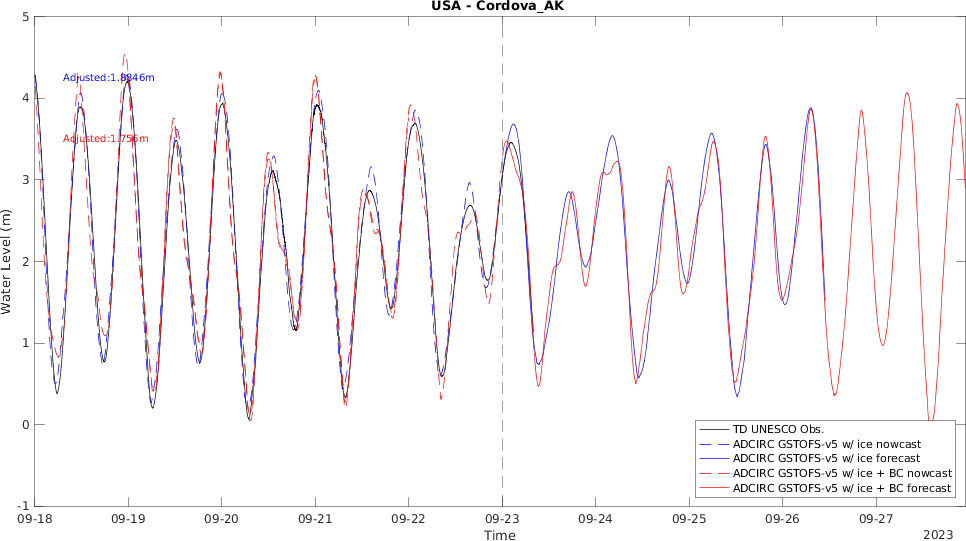 USA - Cordova_AK
5
4
3
2
1
0
-1
Water Level (m)
Adjusted:1.8846m
Adjusted:1.756m
TD UNESCO Obs.
ADCIRC GSTOFS-v5 w/ ice nowcast
ADCIRC GSTOFS-v5 w/ ice forecast
ADCIRC GSTOFS-v5 w/ ice + BC nowcast
ADCIRC GSTOFS-v5 w/ ice + BC forecast
09-18 09-19 09-20 09-21 09-22 09-23 09-24 09-25 09-26 09-27
Time
2023